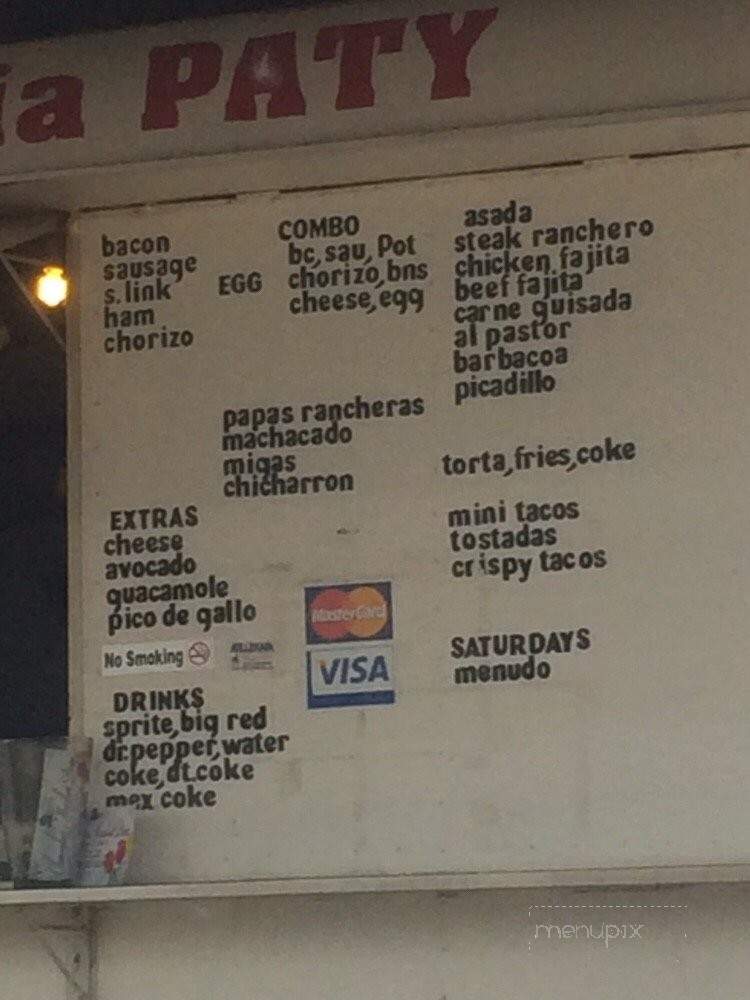 ia PATY
bacon
sausage
s.link
ham
chorizo
EGG
COMBO
bc,sau,Pot
chorizo,bns
cheese,egg
asada
steak ranchero
chicken fajita
beef fajita
carne guisada
al pastor
barbacoa
picadillo
papas rancheras
machacado
migas
chicharron
torta,fries,coke
mini tacos
tostadas
crispy tacos
EXTRAS
cheese
avocado
guacamole
pico de gallo
MasterCard
VISA
No Smoking
SATURDAYS
menudo
DRINKS
sprite,big red
dr.pepper,water
coke,dt.coke
mex coke
menupix